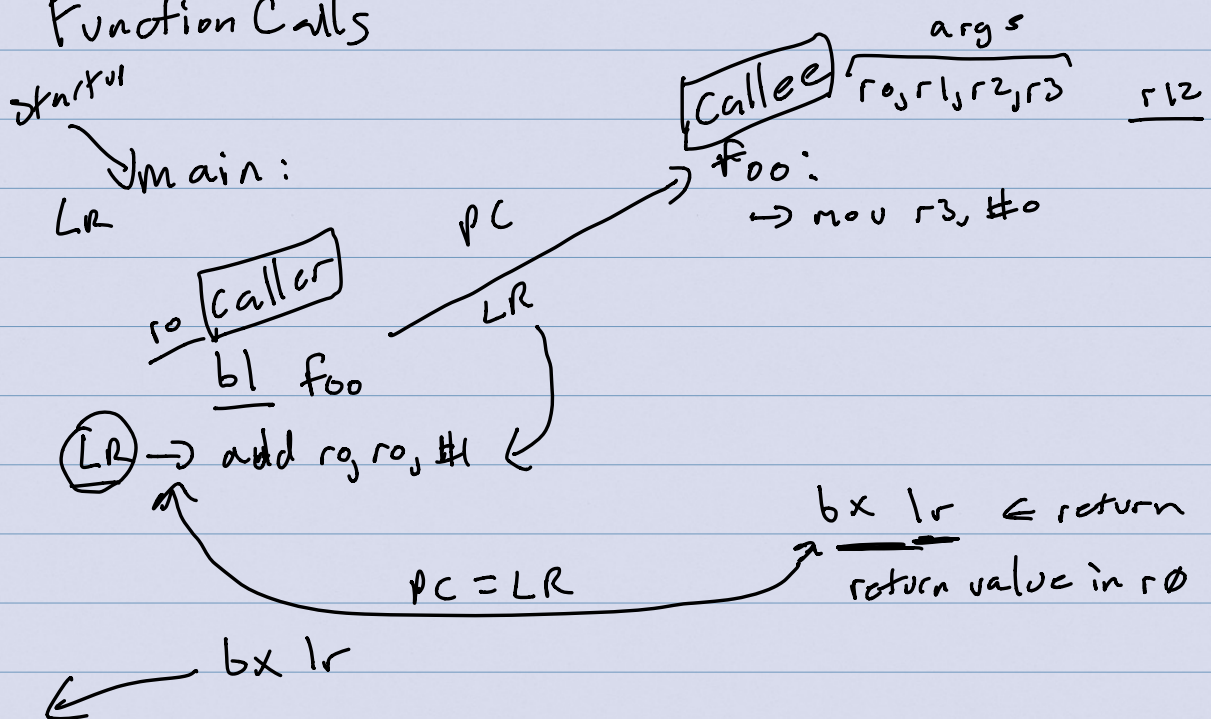 Function Calls
args
startup
Callee
r0, r1, r2, r3
r12
main:
foo:
LR
→ mov r3, #0
PC
caller
LR
r0
bl foo
LR → add r0, r0, #1
bx lr ← return
PC = LR
return value in r0
bx lr